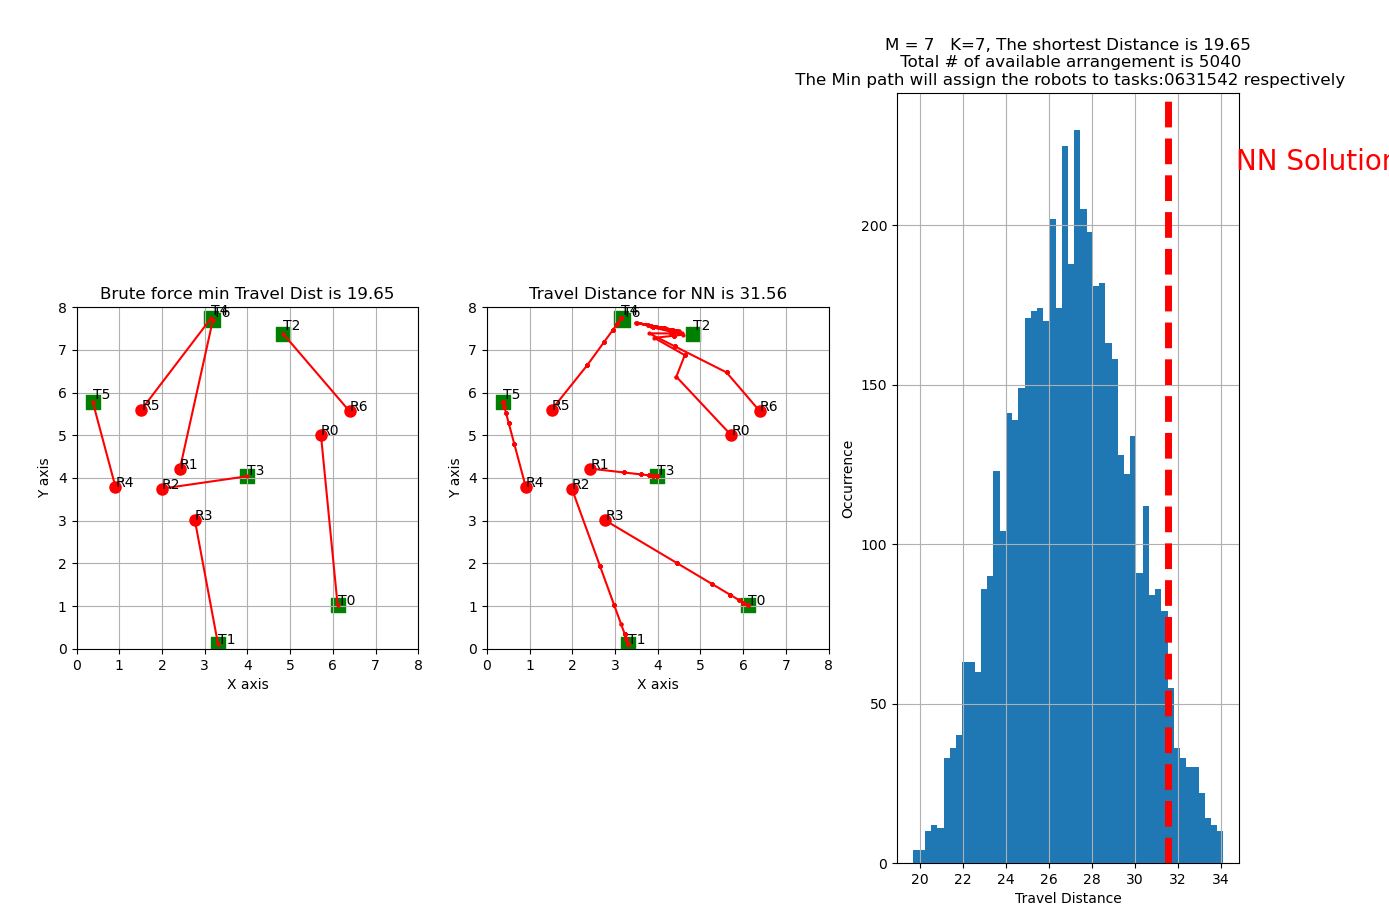 M = 7   K=7, The shortest Distance is 19.65
Total # of available arrangement is 5040
The Min path will assign the robots to tasks:0631542 respectively
Brute force min Travel Dist is 19.65
8
7
6
5
4
3
2
1
0
0 1 2 3 4 5 6 7 8
Y axis
X axis
T4
T6
T2
T5
R5
R6
R0
R1
T3
R4
R2
R3
T0
T1
Travel Distance for NN is 31.56
8
7
6
5
4
3
2
1
0
0 1 2 3 4 5 6 7 8
Y axis
X axis
T4
T6
T2
T5
R5
R6
R0
R1
T3
R4
R2
R3
T0
T1
NN Solution
200
150
100
50
0
20 22 24 26 28 30 32 34
Occurrence
Travel Distance